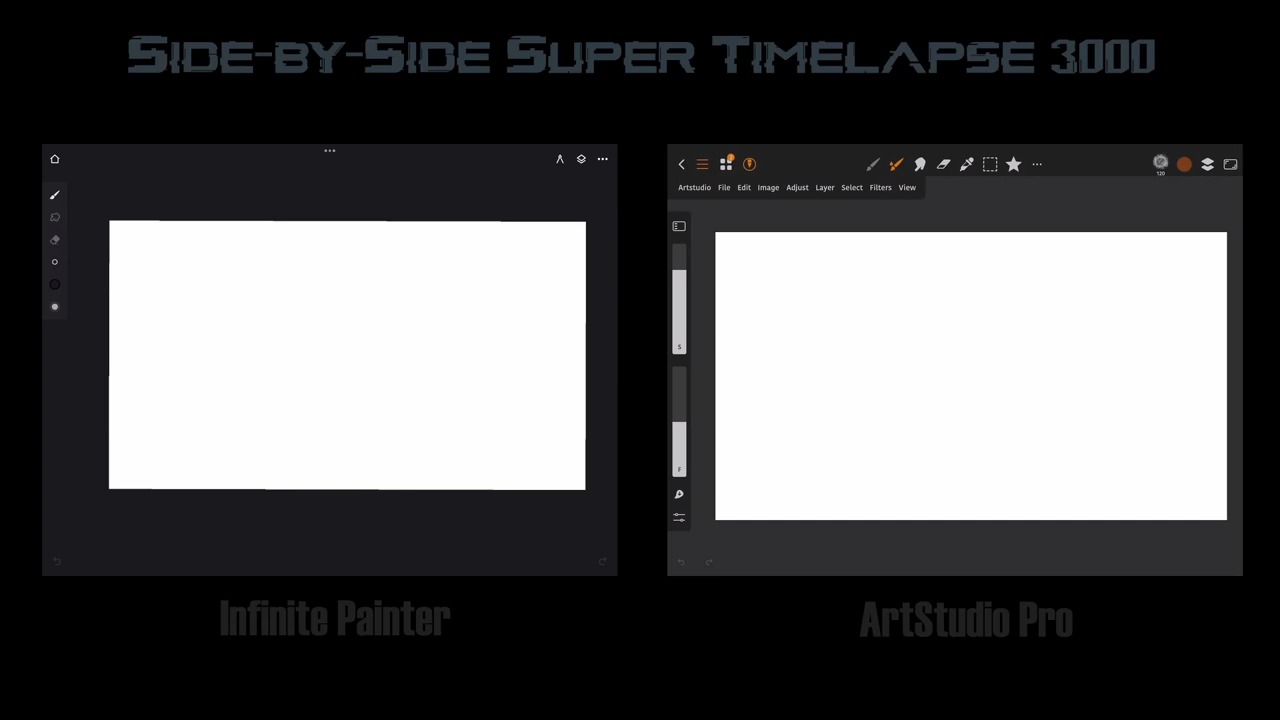 Side-by-Side Super Timelapse 3000
120
Artstudio File Edit Image Adjust Layer Select Filters View
S
F
Infinite Painter
ArtStudio Pro